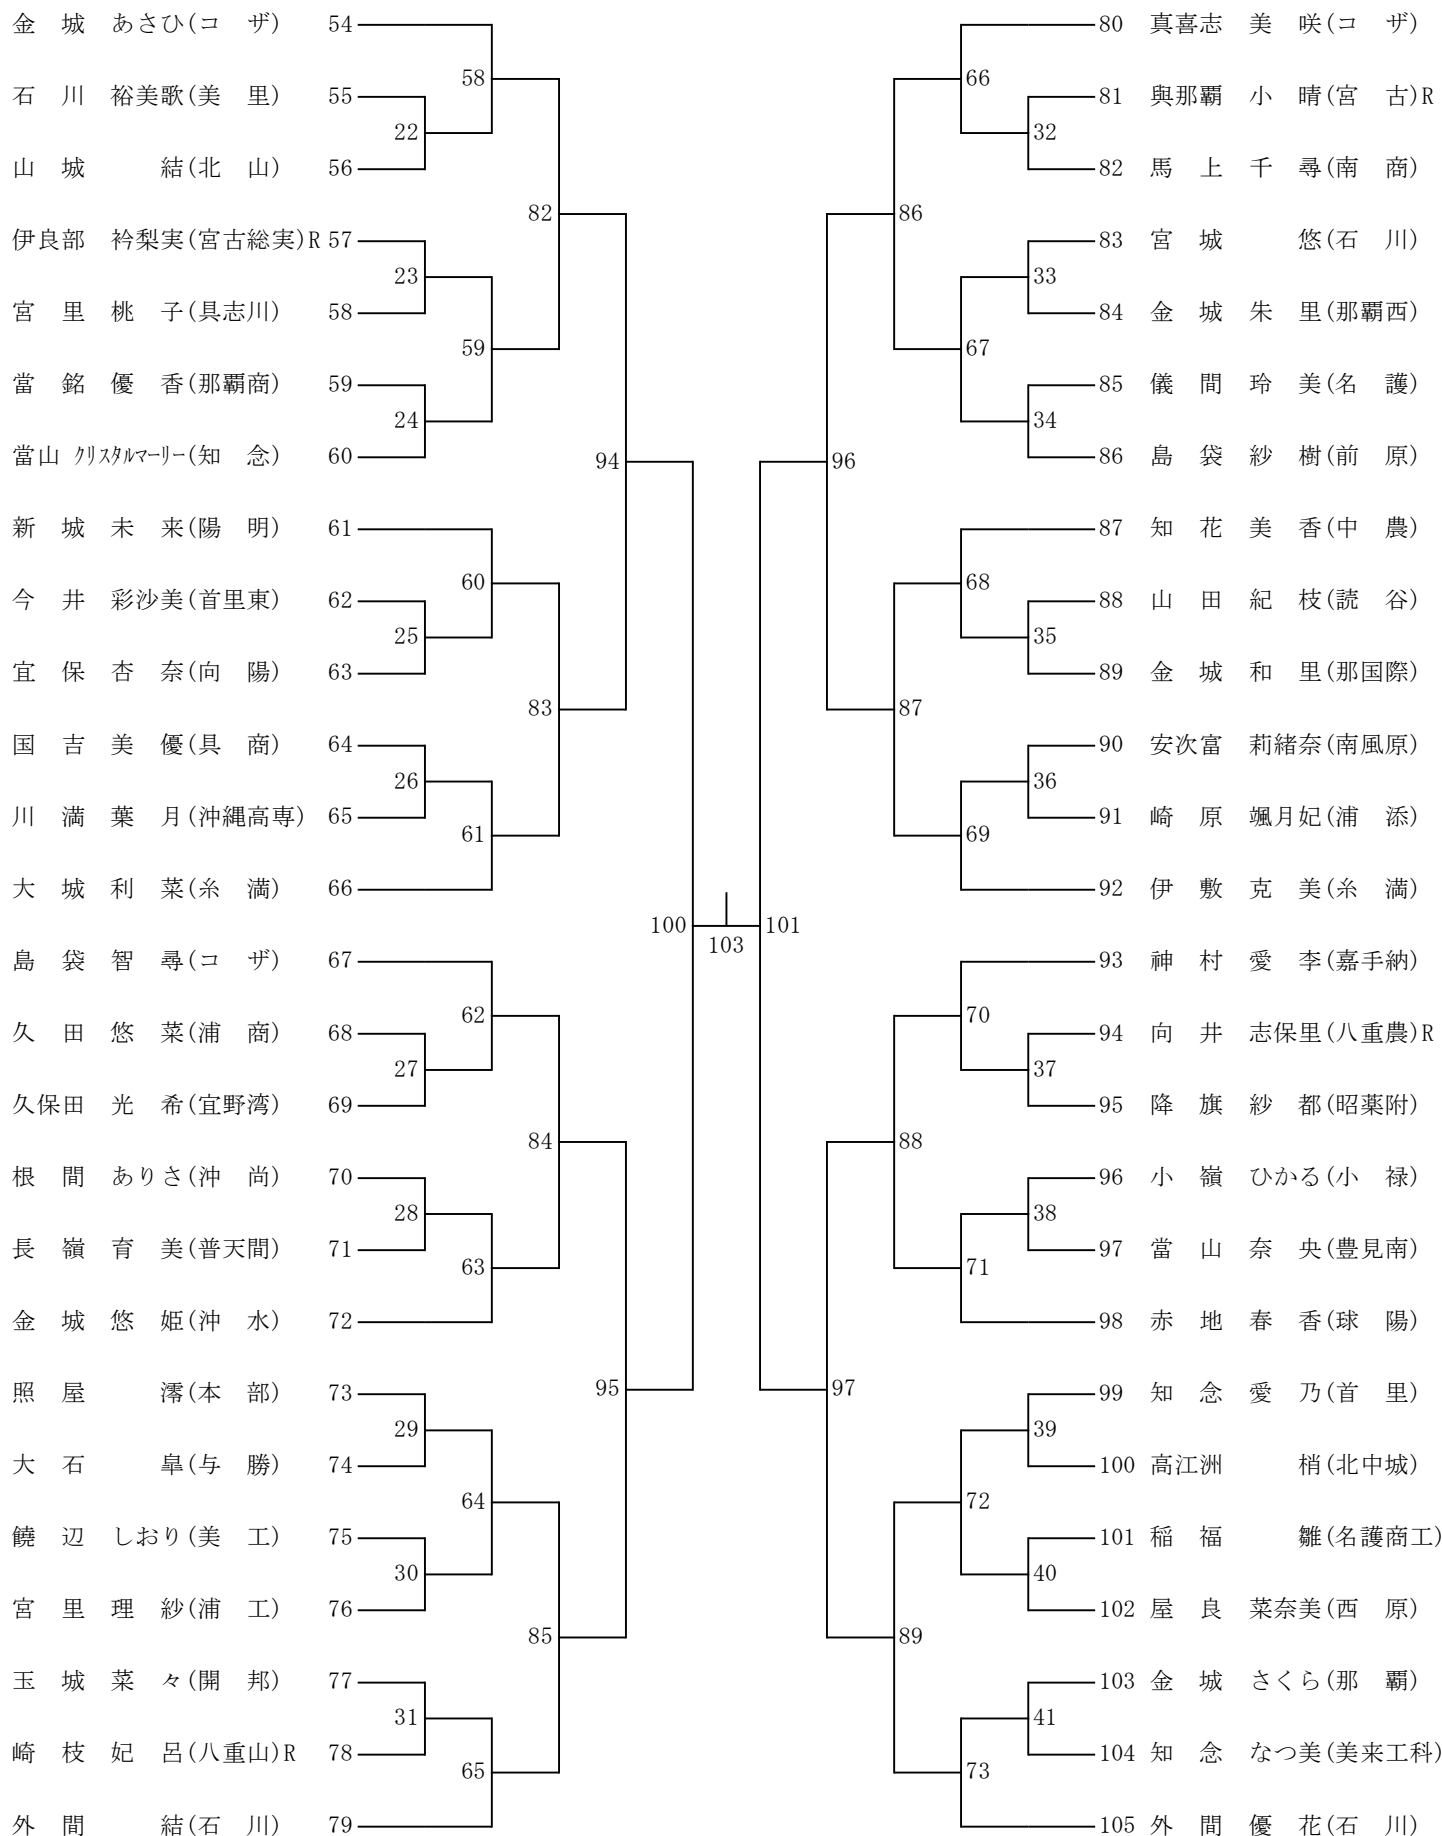 金　城　あさひ(コ　ザ)　54
58
石　川　裕美歌(美　里)　55
22
山　城　　　結(北　山)　56
82
伊良部　衿梨実(宮古総実)R 57
23
宮　里　桃　子(具志川)　58
59
當　銘　優　香(那覇商)　59
24
當山 クリスタルマーリー(知　念)　60
94
新　城　未　来(陽　明)　61
60
今　井　彩沙美(首里東)　62
25
宜　保　杏　奈(向　陽)　63
83
国　吉　美　優(具　商)　64
26
川　満　葉　月(沖縄高専)　65
61
大　城　利　菜(糸　満)　66
100
島　袋　智　尋(コ　ザ)　67
62
久　田　悠　菜(浦　商)　68
27
久保田　光　希(宜野湾)　69
84
根　間　ありさ(沖　尚)　70
28
長　嶺　育　美(普天間)　71
63
金　城　悠　姫(沖　水)　72
95
照　屋　　　澪(本　部)　73
29
大　石　　　皐(与　勝)　74
64
饒　辺　しおり(美　工)　75
30
宮　里　理　紗(浦　工)　76
85
玉　城　菜　々(開　邦)　77
31
崎　枝　妃　呂(八重山)R　78
65
外　間　　　結(石　川)　79
103
80　真喜志　美　咲(コ　ザ)
66
81　與那覇　小　晴(宮　古)R
32
82　馬　上　千　尋(南　商)
86
83　宮　城　　　悠(石　川)
33
84　金　城　朱　里(那覇西)
67
85　儀　間　玲　美(名　護)
34
86　島　袋　紗　樹(前　原)
96
87　知　花　美　香(中　農)
68
88　山　田　紀　枝(読　谷)
35
89　金　城　和　里(那国際)
87
90　安次富　莉緒奈(南風原)
36
91　崎　原　颯月妃(浦　添)
69
92　伊　敷　克　美(糸　満)
101
93　神　村　愛　李(嘉手納)
70
94　向　井　志保里(八重農)R
37
95　降　旗　紗　都(昭薬附)
88
96　小　嶺　ひかる(小　禄)
38
97　當　山　奈　央(豊見南)
71
98　赤　地　春　香(球　陽)
97
99　知　念　愛　乃(首　里)
39
100 高江洲　　　梢(北中城)
72
101 稲　福　　　雛(名護商工)
40
102 屋　良　菜奈美(西　原)
89
103 金　城　さくら(那　覇)
41
104 知　念　なつ美(美来工科)
73
105 外　間　優　花(石　川)